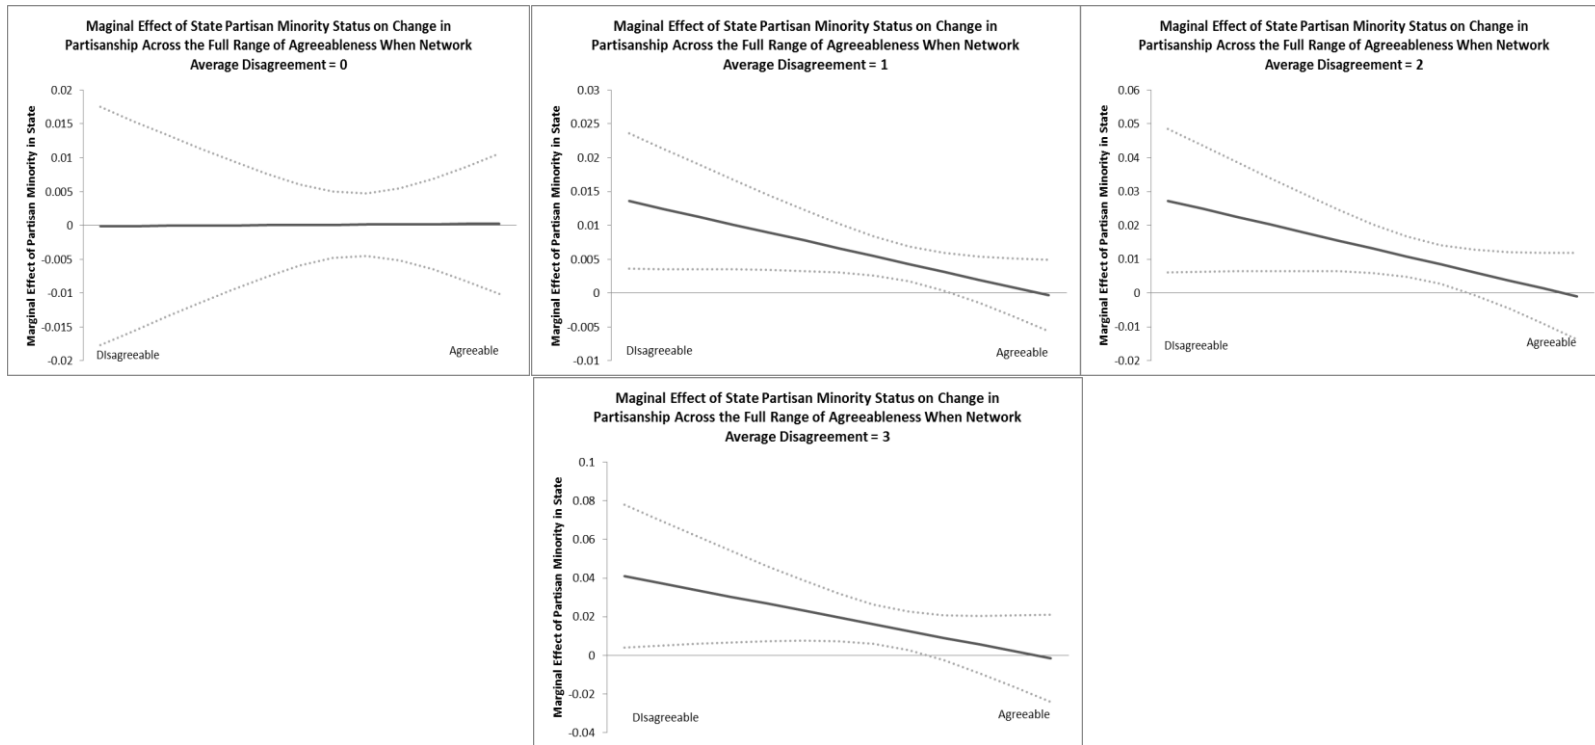 Maginal Effect of State Partisan Minority Status on Change in
Partisanship Across the Full Range of Agreeableness When Network
Average Disagreement = 0
Marginal Effect of Partisan Minority in State
0.02
0.015
0.01
0.005
0
-0.005
-0.01
-0.015
-0.02
DIsagreeable
Agreeable
Maginal Effect of State Partisan Minority Status on Change in
Partisanship Across the Full Range of Agreeableness When Network
Average Disagreement = 1
Marginal Effect of Partisan Minority in State
0.03
0.025
0.02
0.015
0.01
0.005
0
-0.005
-0.01
DIsagreeable
Agreeable
Maginal Effect of State Partisan Minority Status on Change in
Partisanship Across the Full Range of Agreeableness When Network
Average Disagreement = 2
Marginal Effect of Partisan Minority in State
0.06
0.05
0.04
0.03
0.02
0.01
0
-0.01
-0.02
DIsagreeable
Agreeable
Maginal Effect of State Partisan Minority Status on Change in
Partisanship Across the Full Range of Agreeableness When Network
Average Disagreement = 3
Marginal Effect of Partisan Minority in State
0.1
0.08
0.06
0.04
0.02
0
-0.02
-0.04
DIsagreeable
Agreeable